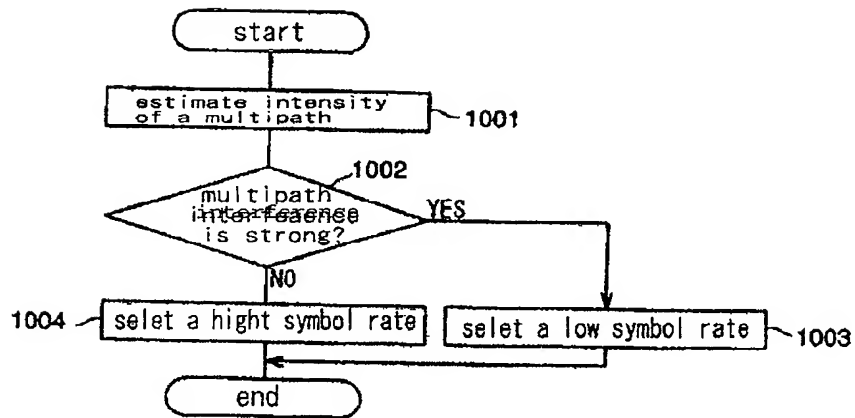 start
estimate intensity
of a multipath
1001
1002
multipath
interference
is strong?
YES
NO
1004
selet a hight symbol rate
selet a low symbol rate
1003
end